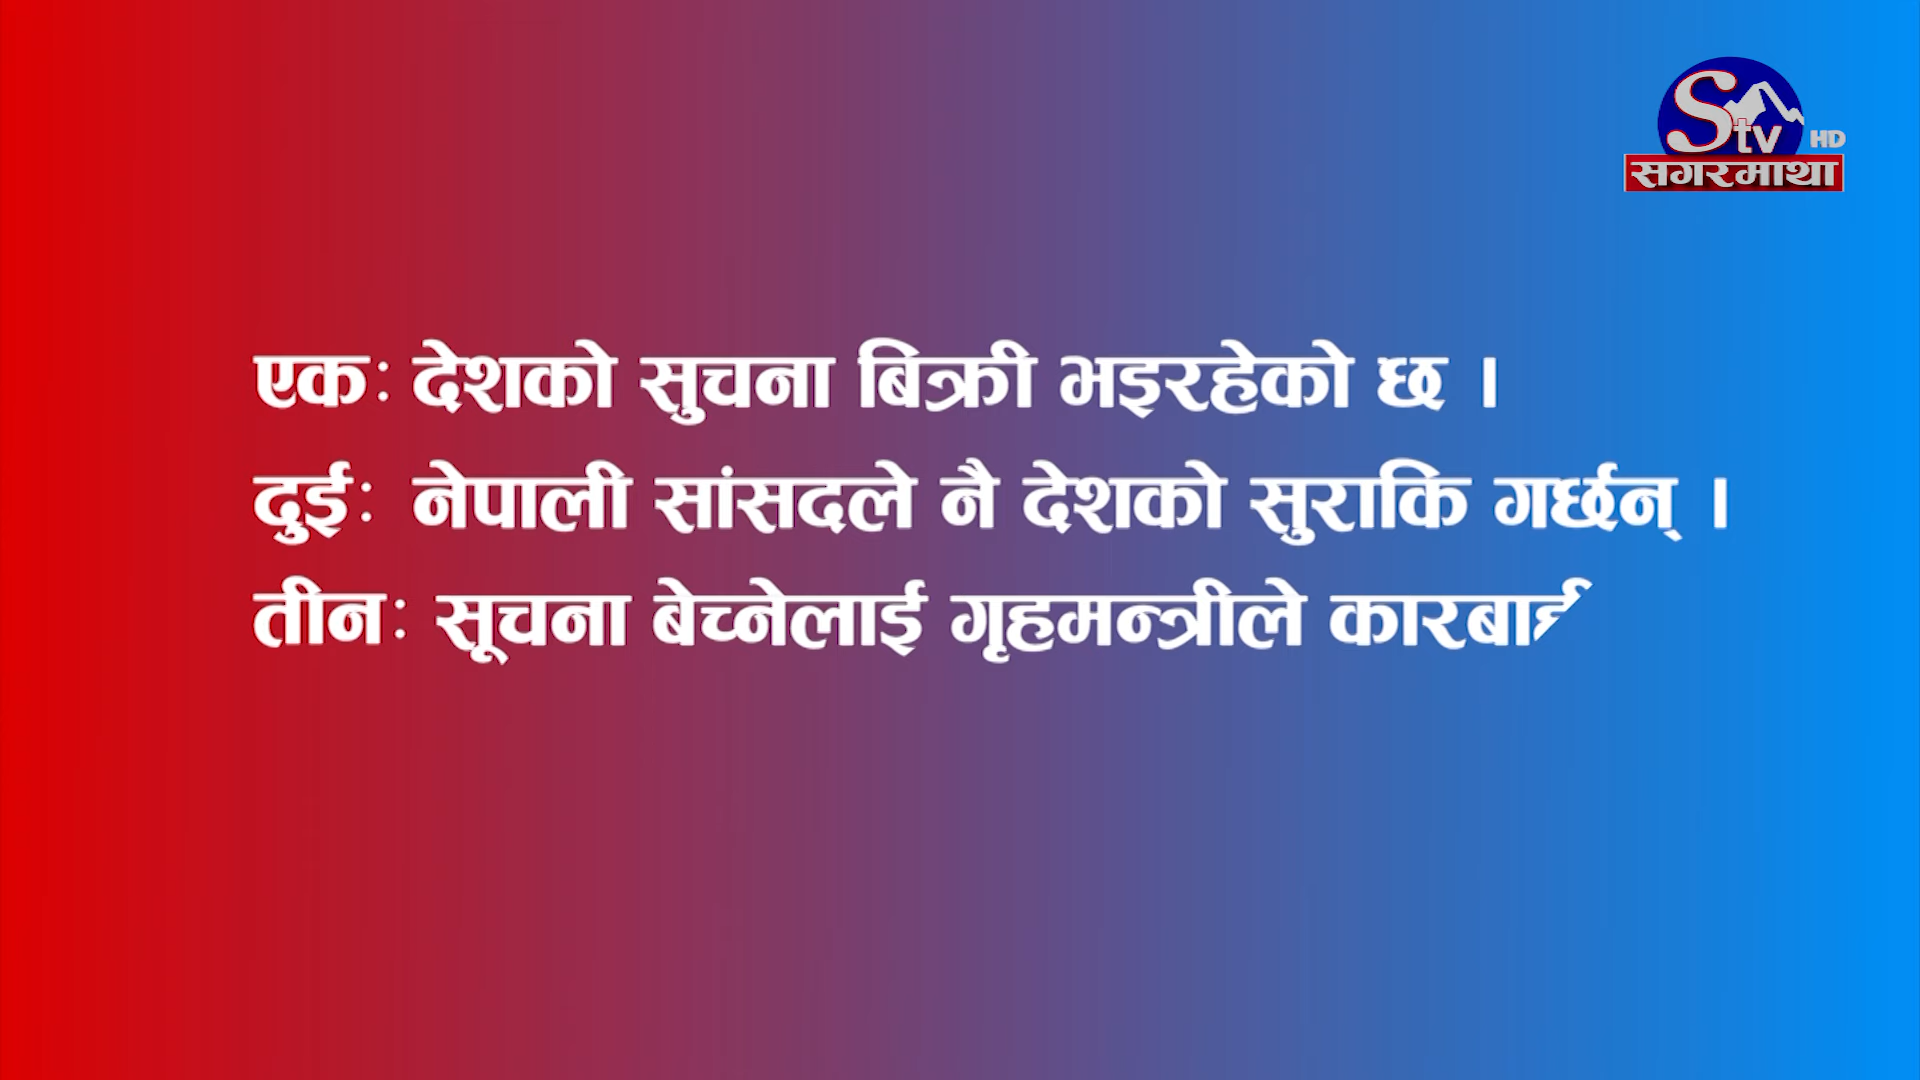 Stv HD
सगरमाथा
एक: देशको सुचना बिक्री भइरहेको छ ।
दुई: नेपाली सांसदले नै देशको सुराकि गर्छन् ।
तीन: सूचना बेच्नेलाई गृहमन्त्रीले